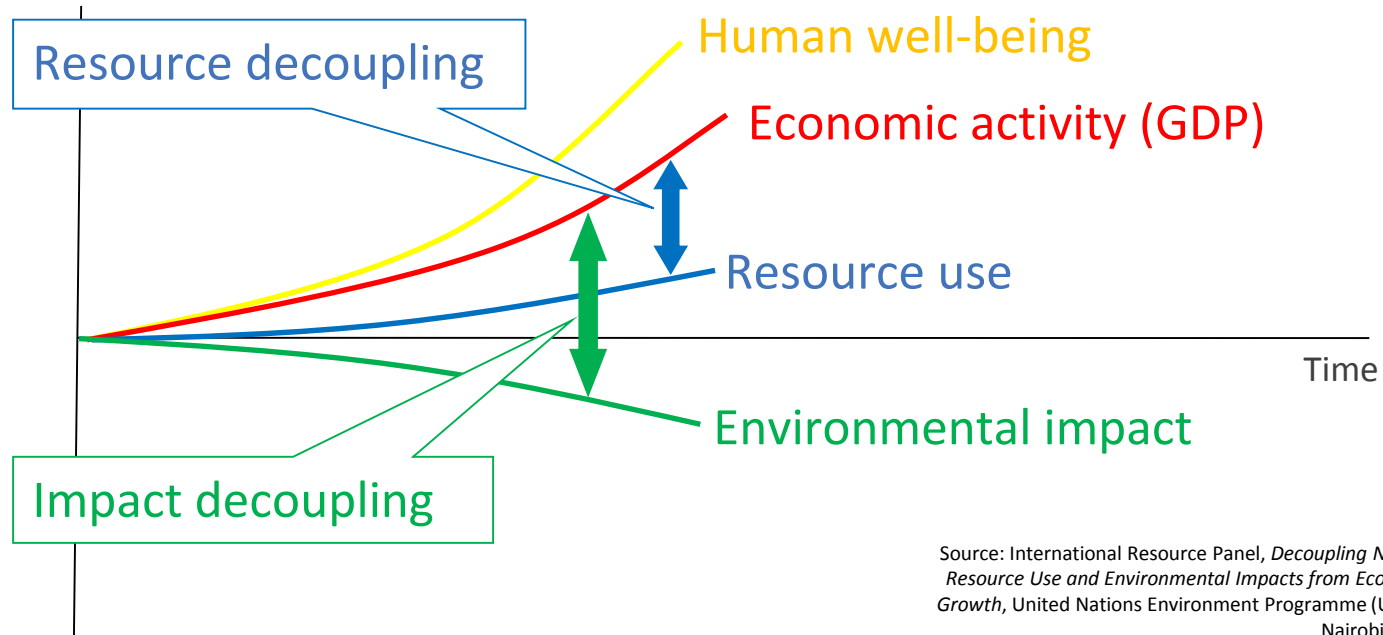 Human well-being
Resource decoupling
Economic activity (GDP)
Resource use
Time
Environmental impact
Impact decoupling
Source: International Resource Panel, Decoupling
Resource Use and Environmental Impacts from
Growth, United Nations Environment Programme
Nairobi